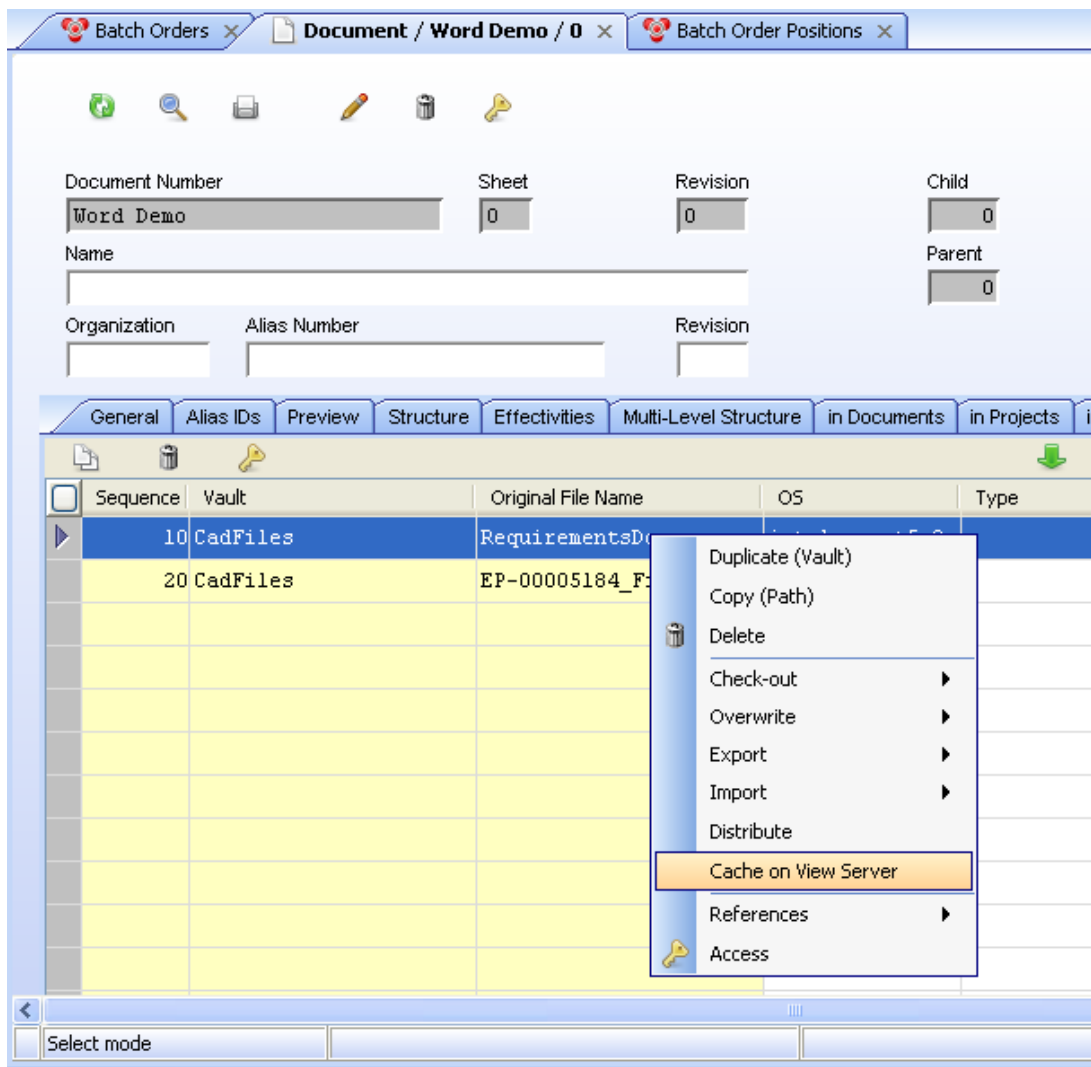 Batch Orders Document / Word Demo / 0 Batch Order Positions
Document Number Sheet Revision Child
Word Demo 0 0 0
Name Parent
0
Organization Alias Number Revision
General Alias IDs Preview Structure Effectivities Multi-Level Structure in Documents in Projects
Sequence Vault Original File Name OS Type
10 CadFiles
20 CadFiles
Duplicate (Vault)
Copy (Path)
Delete
Check-out
Overwrite
Export
Import
Distribute
Cache on View Server
References
Access
Select mode